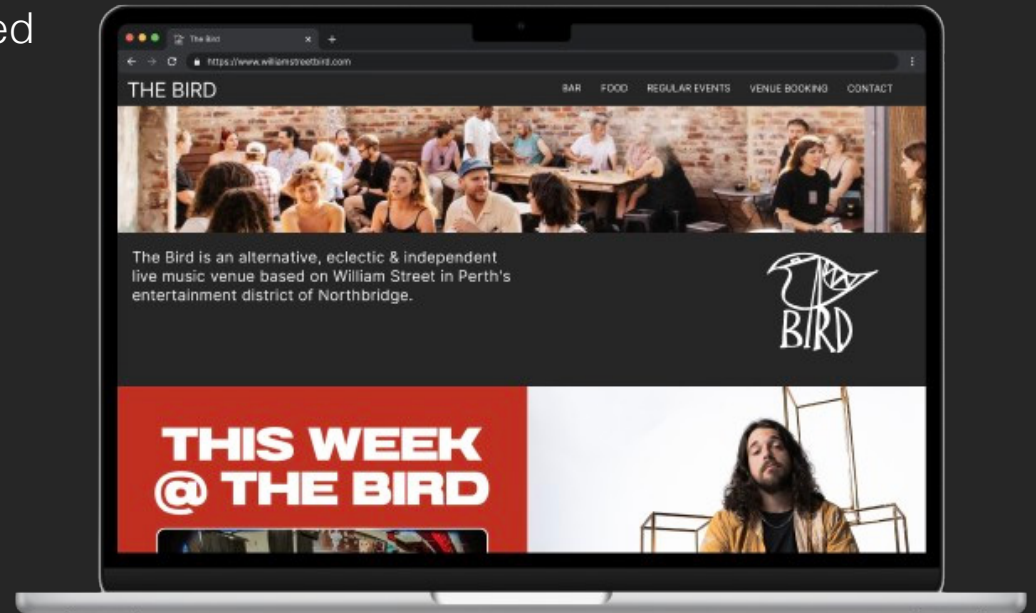 ed
The Bird
https://www.williamstreetbird.com
THE BIRD
BAR FOOD REGULAR EVENTS VENUE BOOKING CONTACT
The Bird is an alternative, eclectic & independent
live music venue based on William Street in Perth's
entertainment district of Northbridge.
BIRD
THIS WEEK
@ THE BIRD